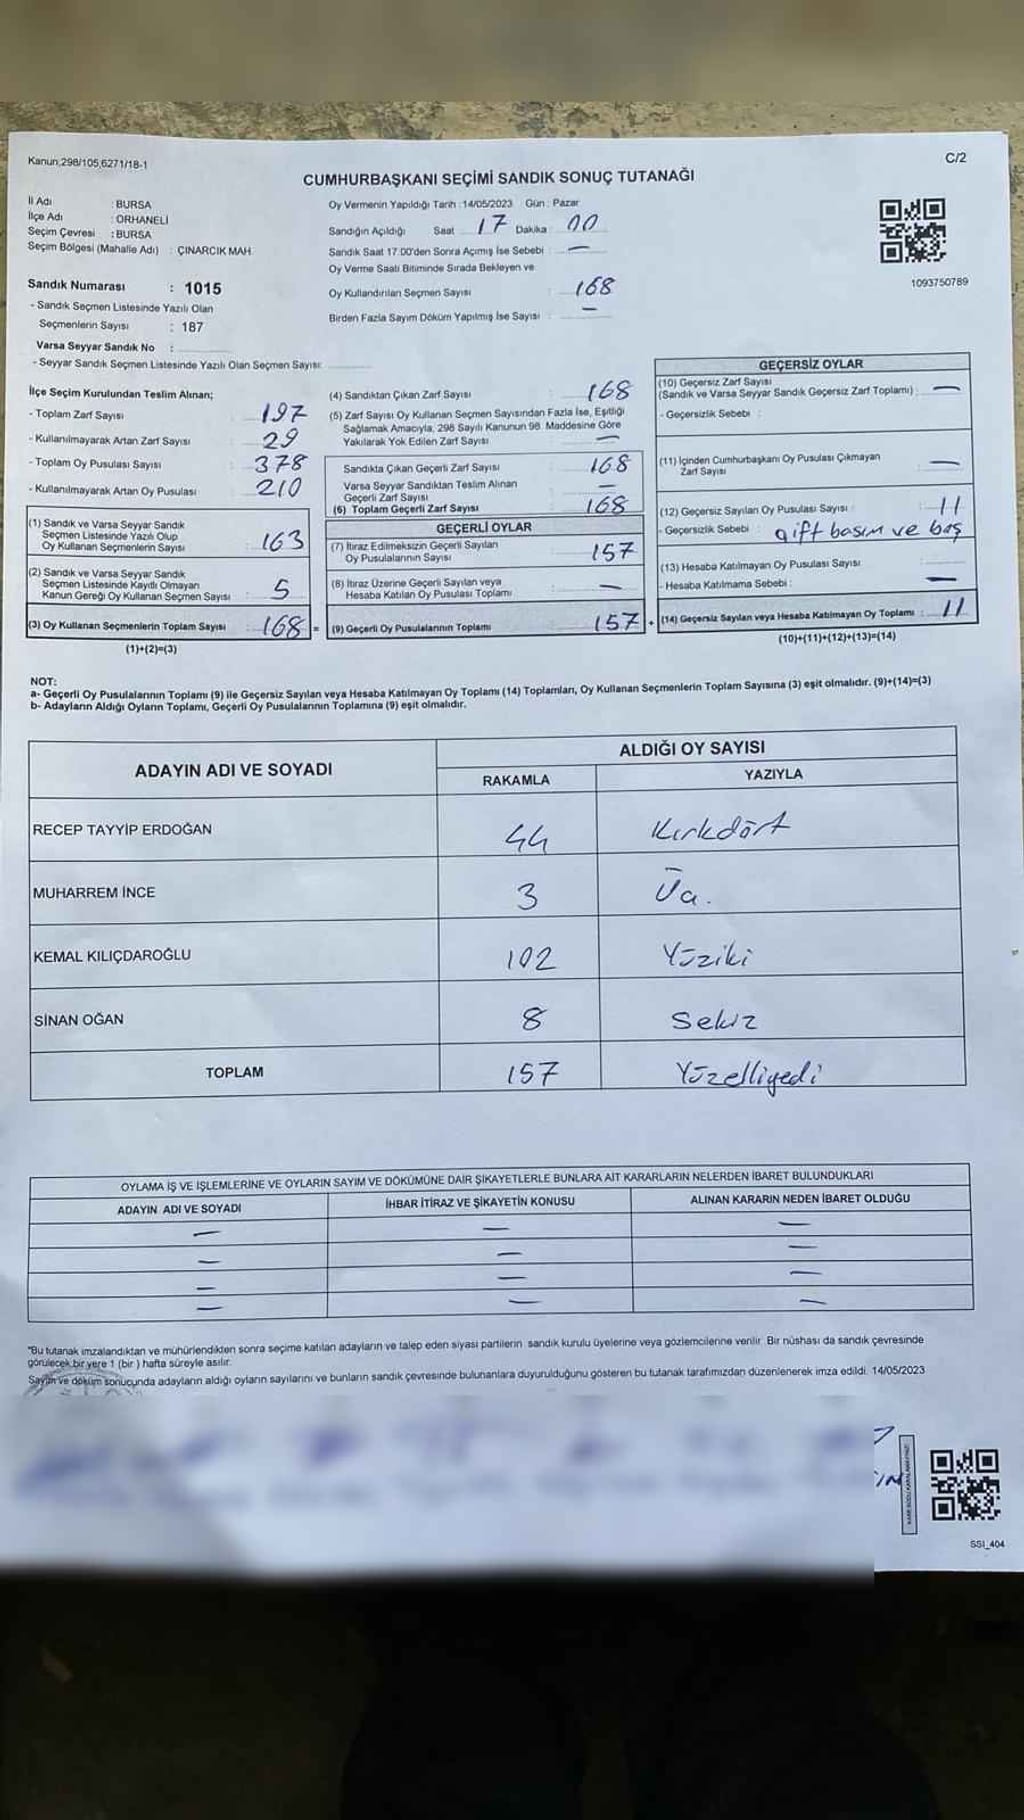 Kanun;298/105,6271/18-1
C/2
CUMHURBAŞKANI SEÇİMİ SANDIK SONUÇ TUTANAĞI
İl Adı : BURSA
İlçe Adı : ORHANELİ
Seçim Çevresi : BURSA
Seçim Bölgesi (Mahalle Adı) : ÇINARCIK MAH.
Sandık Numarası : 1015
- Sandık Seçmen Listesinde Yazılı Olan
Seçmenlerin Sayısı : 187
Varsa Seyyar Sandık No :
- Seyyar Sandık Seçmen Listesinde Yazılı Olan Seçmen Sayısı:
Oy Vermenin Yapıldığı Tarih :14/05/2023 Gün : Pazar
Sandığın Açıldığı Saat 17 Dakika 00
Sandık Saat 17.00'den Sonra Açımış İse Sebebi : —
Oy Verme Saati Bitiminde Sırada Bekleyen ve
Oy Kullandırılan Seçmen Sayısı : 168
Birden Fazla Sayım Döküm Yapılmış İse Sayısı : —
1093750789
İlçe Seçim Kurulundan Teslim Alınan;
- Toplam Zarf Sayısı : 197
- Kullanılmayarak Artan Zarf Sayısı : 29
- Toplam Oy Pusulası Sayısı : 378
- Kullanılmayarak Artan Oy Pusulası : 210
(1) Sandık ve Varsa Seyyar Sandık
Seçmen Listesinde Yazılı Olup
Oy Kullanan Seçmenlerin Sayısı : 163
(2) Sandık ve Varsa Seyyar Sandık
Seçmen Listesinde Kayıtlı Olmayan
Kanun Gereği Oy Kullanan Seçmen Sayısı : 5
(3) Oy Kullanan Seçmenlerin Toplam Sayısı : 168 =
(1)+(2)=(3)
(4) Sandıktan Çıkan Zarf Sayısı : 168
(5) Zarf Sayısı Oy Kullanan Seçmen Sayısından Fazla İse, Eşitliği
Sağlamak Amacıyla, 298 Sayılı Kanunun 98. Maddesine Göre
Yakılarak Yok Edilen Zarf Sayısı : —
Sandıkta Çıkan Geçerli Zarf Sayısı : 168
Varsa Seyyar Sandıktan Teslim Alınan
Geçerli Zarf Sayısı : —
(6) Toplam Geçerli Zarf Sayısı : 168
GEÇERLİ OYLAR
(7) İtiraz Edilmeksizin Geçerli Sayılan
Oy Pusulalarının Sayısı : 157
(8) İtiraz Üzerine Geçerli Sayılan veya
Hesaba Katılan Oy Pusulası Toplamı : —
(9) Geçerli Oy Pusulalarının Toplamı : 157 +
GEÇERSİZ OYLAR
(10) Geçersiz Zarf Sayısı
(Sandık ve Varsa Seyyar Sandık Geçersiz Zarf Toplamı) : —
- Geçersizlik Sebebi :
(11) İçinden Cumhurbaşkanı Oy Pusulası Çıkmayan
Zarf Sayısı : —
(12) Geçersiz Sayılan Oy Pusulası Sayısı : 11
- Geçersizlik Sebebi : çift basım ve boş
(13) Hesaba Katılmayan Oy Pusulası Sayısı :
- Hesaba Katılmama Sebebi : —
(14) Geçersiz Sayılan veya Hesaba Katılmayan Oy Toplamı : 11
(10)+(11)+(12)+(13)=(14)
NOT:
a- Geçerli Oy Pusulalarının Toplamı (9) ile Geçersiz Sayılan veya Hesaba Katılmayan Oy Toplamı (14) Toplamları, Oy Kullanan Seçmenlerin Toplam Sayısına (3) eşit olmalıdır. (9)+(14)=(3)
b- Adayların Aldığı Oyların Toplamı, Geçerli Oy Pusulalarının Toplamına (9) eşit olmalıdır.
ADAYIN ADI VE SOYADI
ALDIĞI OY SAYISI
RAKAMLA YAZIYLA
RECEP TAYYİP ERDOĞAN 44 Kırkdört
MUHARREM İNCE 3 Üç.
KEMAL KILIÇDAROĞLU 102 Yüziki
SİNAN OĞAN 8 Sekiz
TOPLAM 157 Yüzelliyedi
OYLAMA İŞ VE İŞLEMLERİNE VE OYLARIN SAYIM VE DÖKÜMÜNE DAİR ŞİKAYETLERLE BUNLARA AİT KARARLARIN NELERDEN İBARET BULUNDUKLARI
ADAYIN ADI VE SOYADI İHBAR İTİRAZ VE ŞİKAYETİN KONUSU ALINAN KARARIN NEDEN İBARET OLDUĞU
— — —
— — —
— — —
— — —
"Bu tutanak imzalandıktan ve mühürlendikten sonra seçime katılan adayların ve talep eden siyasi partilerin sandık kurulu üyelerine veya gözlemcilerine verilir. Bir nüshası da sandık çevresinde
görülecek bir yere 1 (bir ) hafta süreyle asılır.
Sayım ve döküm sonucunda adayların aldığı oyların sayılarını ve bunların sandık çevresinde bulunanlara duyurulduğunu gösteren bu tutanak tarafımızdan düzenlenerek imza edildi. 14/05/2023
SSI_404